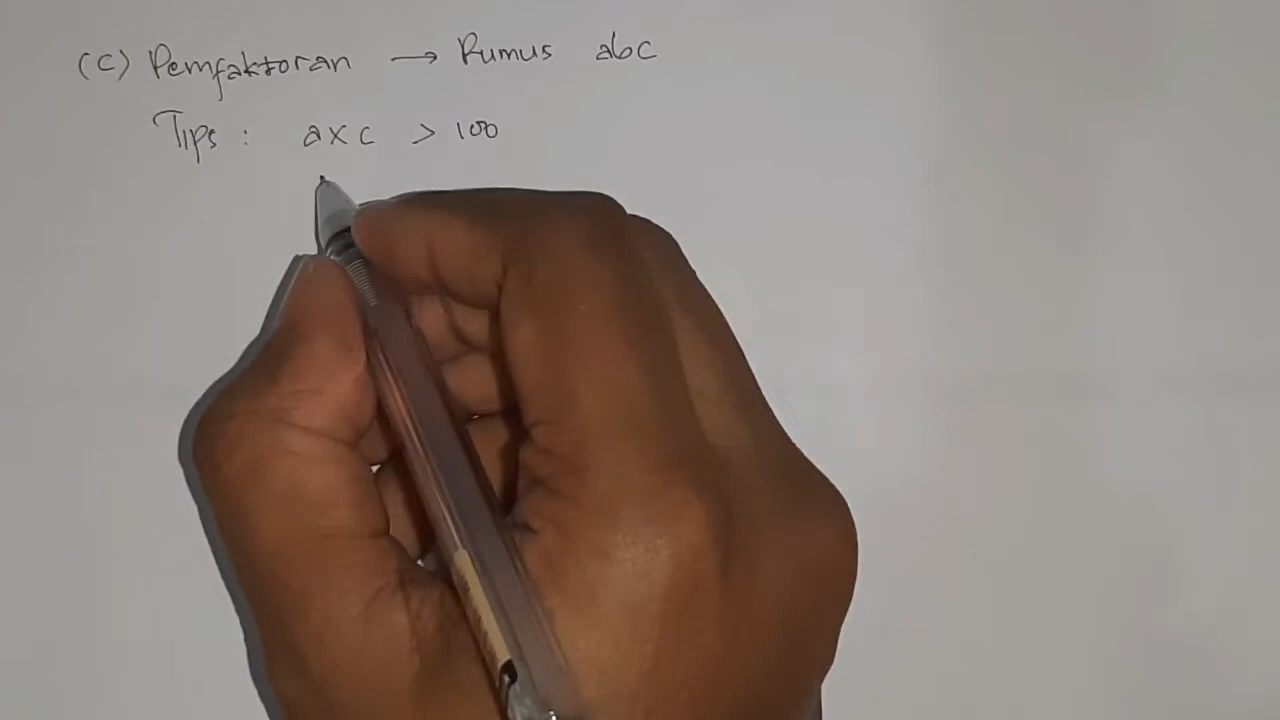 (C) Pemfaktoran → Rumus abc
Tips : a x c > 100